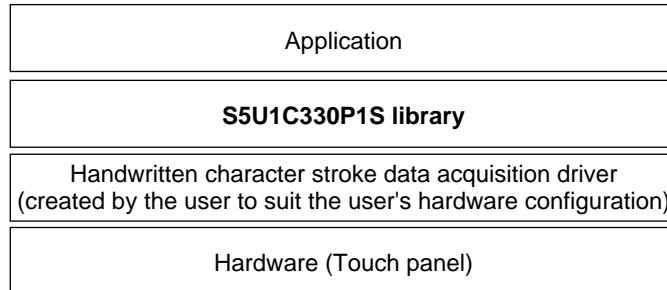 Application
S5U1C330P1S library
Handwritten character stroke data acquisition driver
(created by the user to suit the user's hardware configuration)
Hardware (Touch panel)